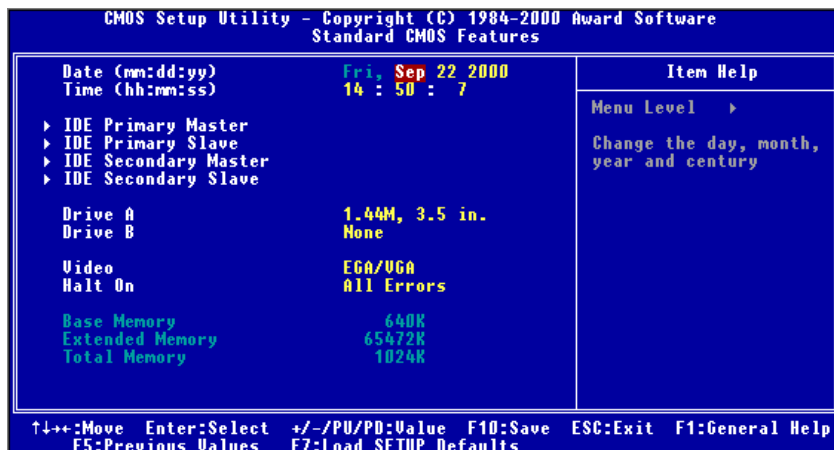 CMOS Setup Utility - Copyright (C) 1984-2000 Award Software
Standard CMOS Features
Date (mm:dd:yy) Fri, Sep 22 2000
Time (hh:mm:ss) 14 : 50 : 7
IDE Primary Master
IDE Primary Slave
IDE Secondary Master
IDE Secondary Slave
Drive A 1.44M, 3.5 in.
Drive B None
Video EGA/VGA
Halt On All Errors
Base Memory 640K
Extended Memory 65472K
Total Memory 1024K
Item Help
Menu Level
Change the day, month,
year and century
↑↓→←:Move Enter:Select +/-/PU/PD:Value F10:Save ESC:Exit F1:General Help
F5:Previous Values F7:Load SETUP Defaults